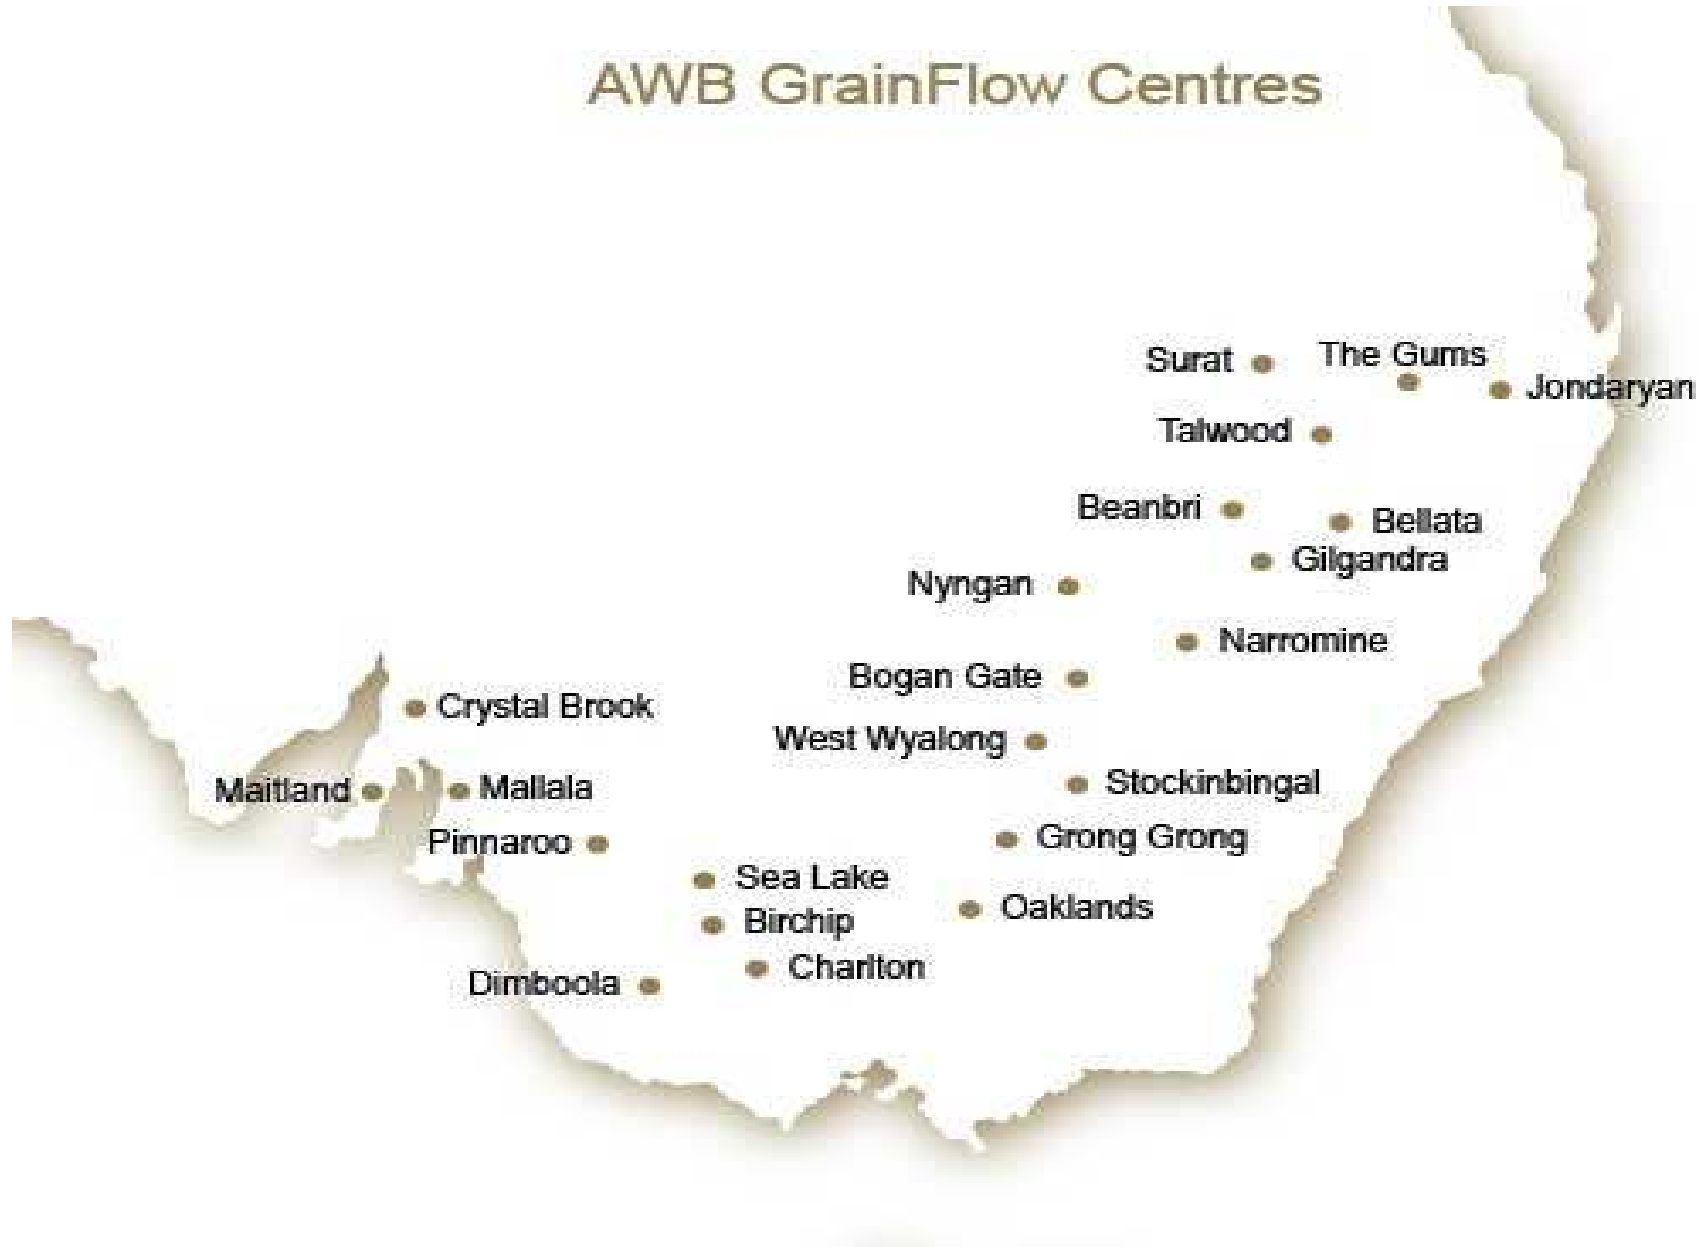 AWB GrainFlow Centres
Surat
The Gums
Jondaryan
Talwood
Beanbri
Bellata
Gilgandra
Nyngan
Narromine
Bogan Gate
Crystal Brook
West Wyalong
Stockinbingal
Maitland
Mallala
Pinnaroo
Grong Grong
Sea Lake
Oaklands
Birchip
Charlton
Dimboola